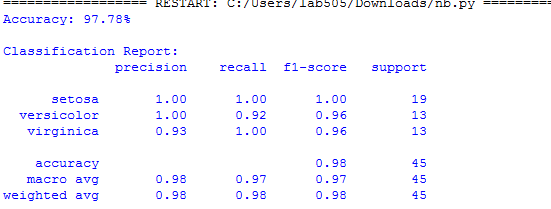 =================== RESTART: C:/Users/lab505/Downloads/nb.py ==========
Accuracy: 97.78%
Classification Report:
precision recall f1-score support
setosa 1.00 1.00 1.00 19
versicolor 1.00 0.92 0.96 13
virginica 0.93 1.00 0.96 13
accuracy 0.98 45
macro avg 0.98 0.97 0.97 45
weighted avg 0.98 0.98 0.98 45